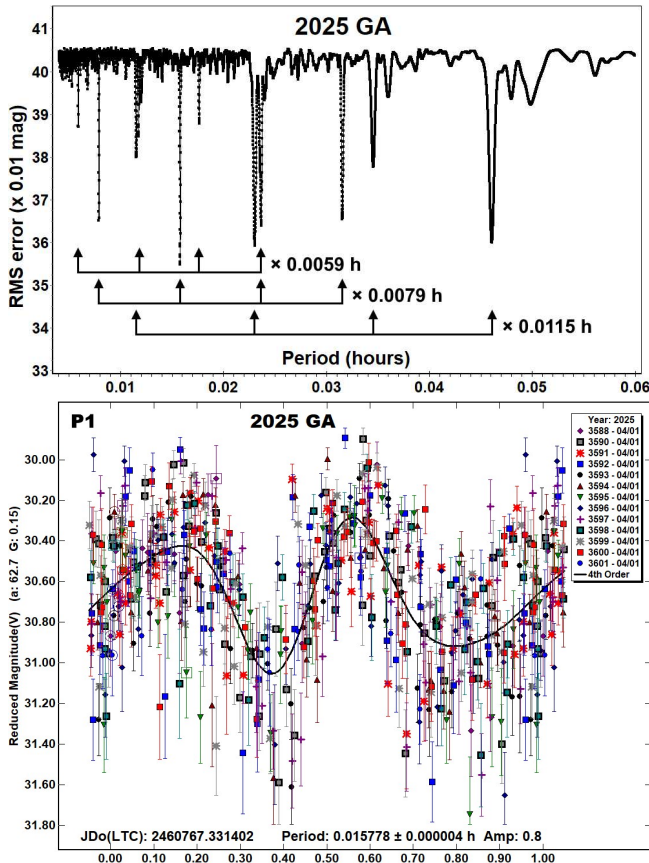 2025 GA
RMS error (x 0.01 mag)
41
40
39
38
37
36
35
34
33
× 0.0059 h
× 0.0079 h
× 0.0115 h
Period (hours)
0.01
0.02
0.03
0.04
0.05
0.06
P1
2025 GA
Reduced Magnitude(V) (a: 62.7 G: 0.15)
30.00
30.20
30.40
30.60
30.80
31.00
31.20
31.40
31.60
31.80
Year: 2025
3588 - 04/01
3590 - 04/01
3591 - 04/01
3592 - 04/01
3593 - 04/01
3594 - 04/01
3595 - 04/01
3596 - 04/01
3597 - 04/01
3598 - 04/01
3599 - 04/01
3600 - 04/01
3601 - 04/01
4th Order
JDo(LTC): 2460767.331402 Period: 0.015778 ± 0.000004 h Amp: 0.8
0.00 0.10 0.20 0.30 0.40 0.50 0.60 0.70 0.80 0.90 1.00